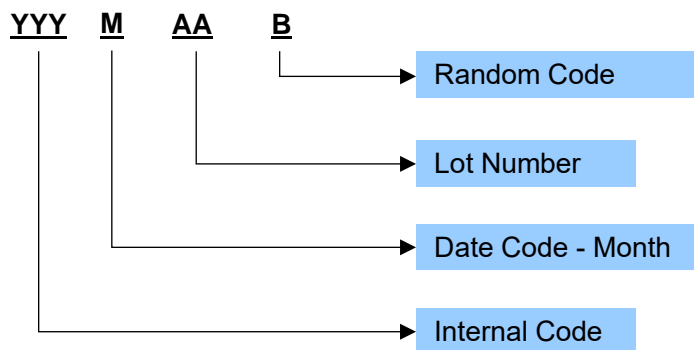 YYY M AA B
Random Code
Lot Number
Date Code - Month
Internal Code